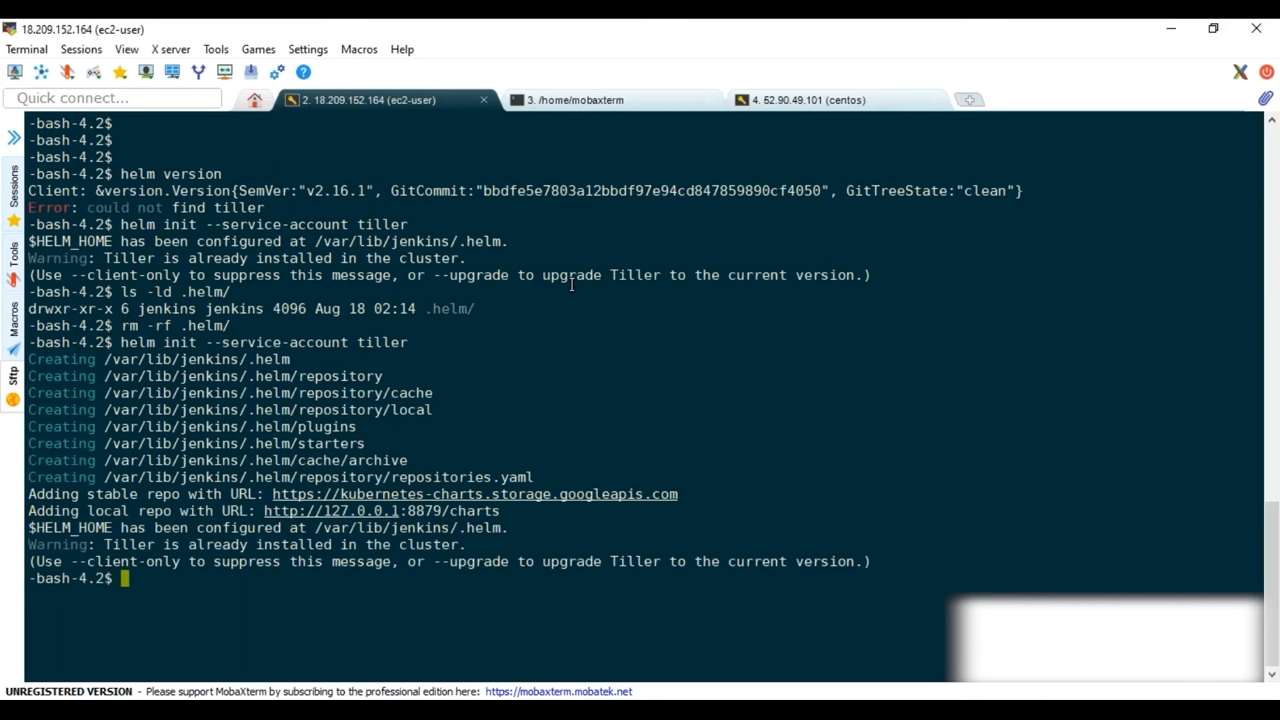 18.209.152.164 (ec2-user)
Terminal Sessions View X server Tools Games Settings Macros Help
Quick connect...
2. 18.209.152.164 (ec2-user)
3. /home/mobaxterm
4. 52.90.49.101 (centos)
Sessions
Tools
Macros
Sftp
-bash-4.2$
-bash-4.2$
-bash-4.2$
-bash-4.2$ helm version
Client: &version.Version{SemVer:"v2.16.1", GitCommit:"bbdfe5e7803a12bbdf97e94cd847859890cf4050", GitTreeState:"clean"}
Error: could not find tiller
-bash-4.2$ helm init --service-account tiller
$HELM_HOME has been configured at /var/lib/jenkins/.helm.
Warning: Tiller is already installed in the cluster.
(Use --client-only to suppress this message, or --upgrade to upgrade Tiller to the current version.)
-bash-4.2$ ls -ld .helm/
drwxr-xr-x 6 jenkins jenkins 4096 Aug 18 02:14 .helm/
-bash-4.2$ rm -rf .helm/
-bash-4.2$ helm init --service-account tiller
Creating /var/lib/jenkins/.helm
Creating /var/lib/jenkins/.helm/repository
Creating /var/lib/jenkins/.helm/repository/cache
Creating /var/lib/jenkins/.helm/repository/local
Creating /var/lib/jenkins/.helm/plugins
Creating /var/lib/jenkins/.helm/starters
Creating /var/lib/jenkins/.helm/cache/archive
Creating /var/lib/jenkins/.helm/repository/repositories.yaml
Adding stable repo with URL: https://kubernetes-charts.storage.googleapis.com
Adding local repo with URL: http://127.0.0.1:8879/charts
$HELM_HOME has been configured at /var/lib/jenkins/.helm.
Warning: Tiller is already installed in the cluster.
(Use --client-only to suppress this message, or --upgrade to upgrade Tiller to the current version.)
-bash-4.2$
UNREGISTERED VERSION - Please support MobaXterm by subscribing to the professional edition here: https://mobaxterm.mobatek.net